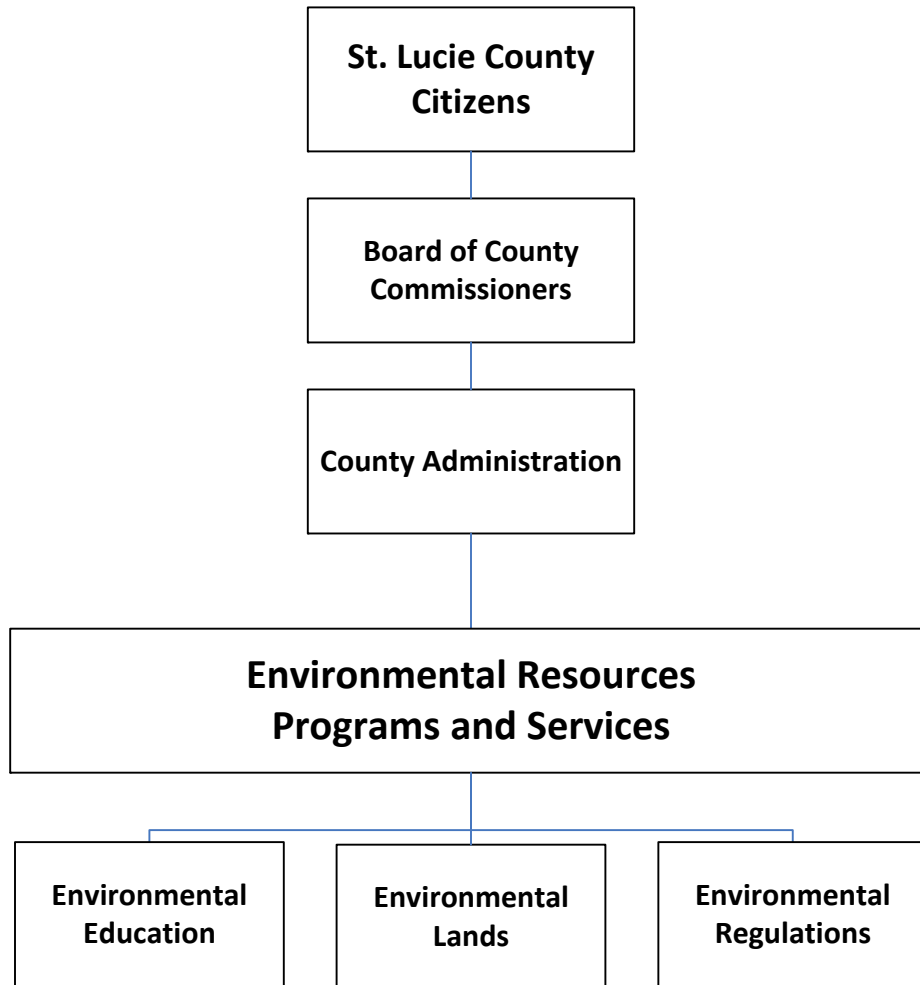 St. Lucie County
Citizens
Board of County
Commissioners
County Administration
Environmental Resources
Programs and Services
Environmental
Education
Environmental
Lands
Environmental
Regulations